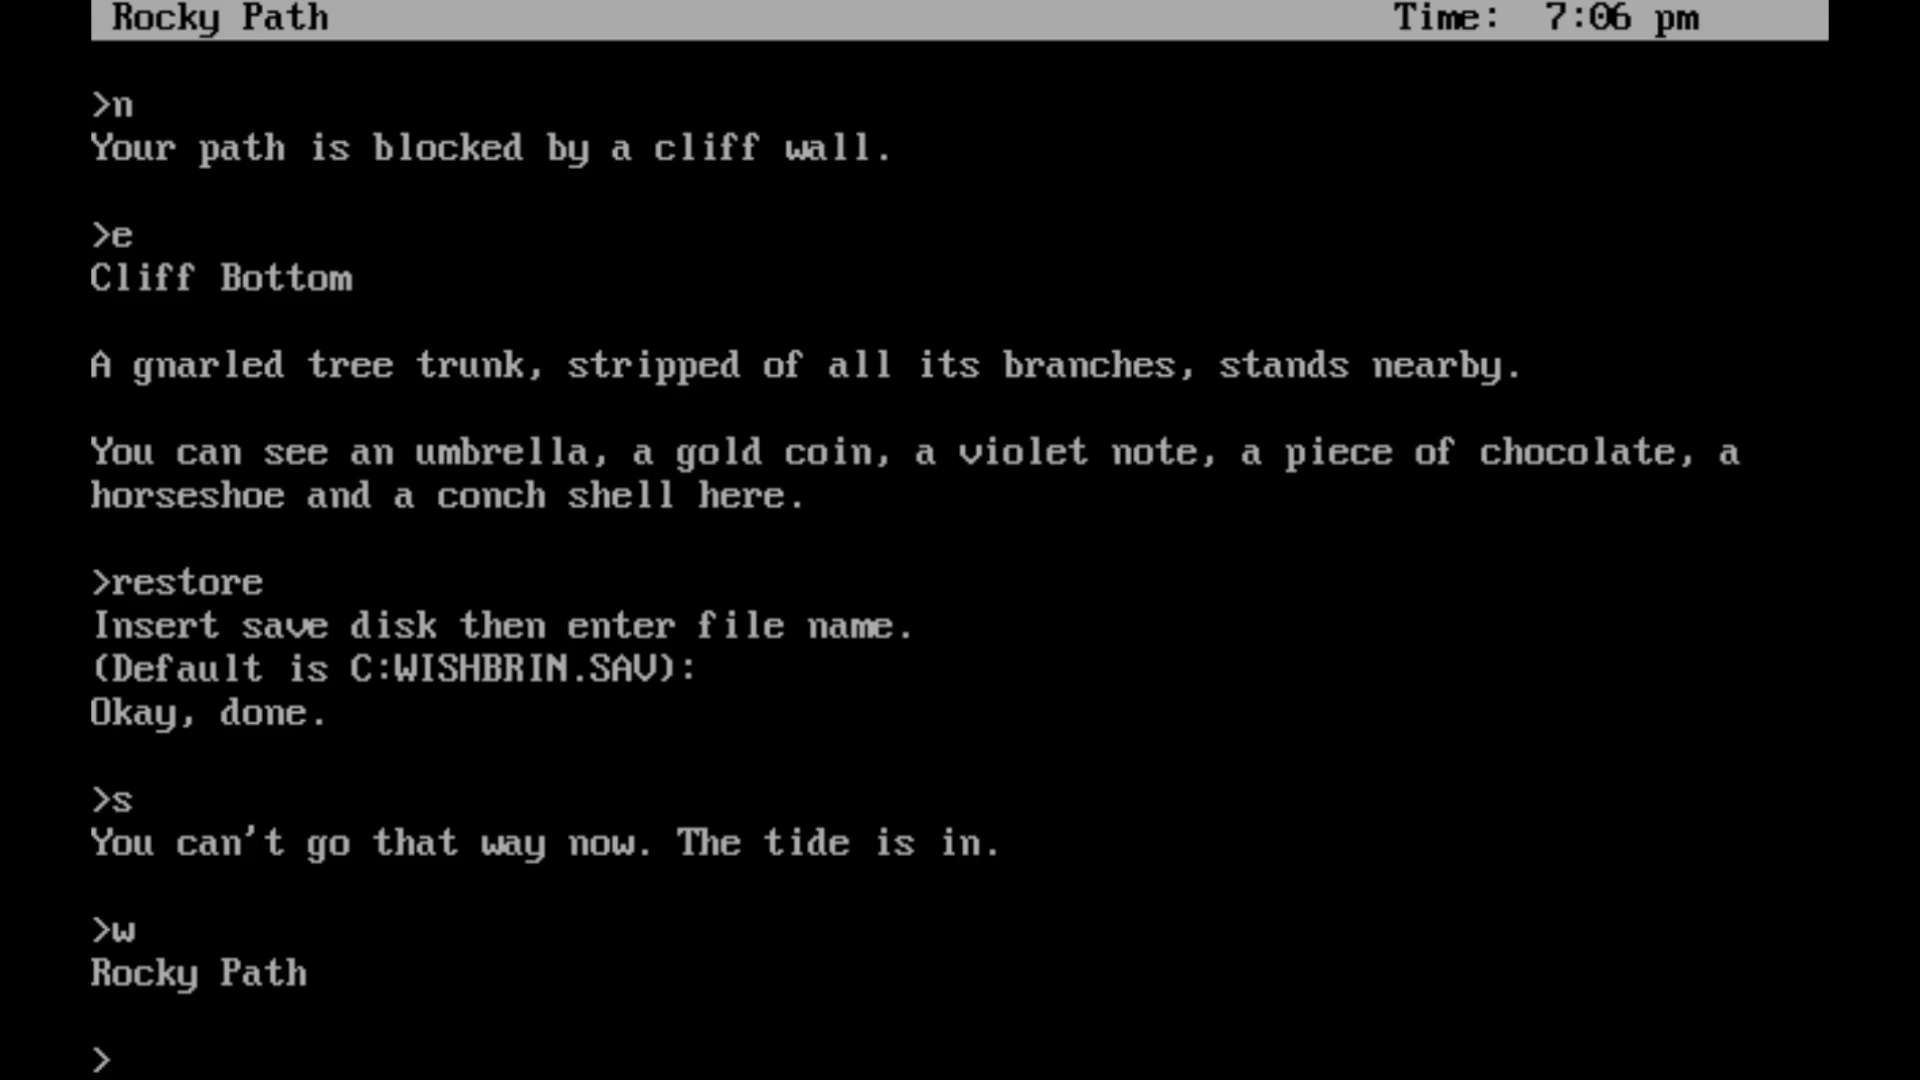 Rocky Path Time: 7:06 pm
>n
Your path is blocked by a cliff wall.
>e
Cliff Bottom
A gnarled tree trunk, stripped of all its branches, stands nearby.
You can see an umbrella, a gold coin, a violet note, a piece of chocolate, a
horseshoe and a conch shell here.
>restore
Insert save disk then enter file name.
(Default is C:WISHBRIN.SAV):
Okay, done.
>s
You can't go that way now. The tide is in.
>w
Rocky Path
>